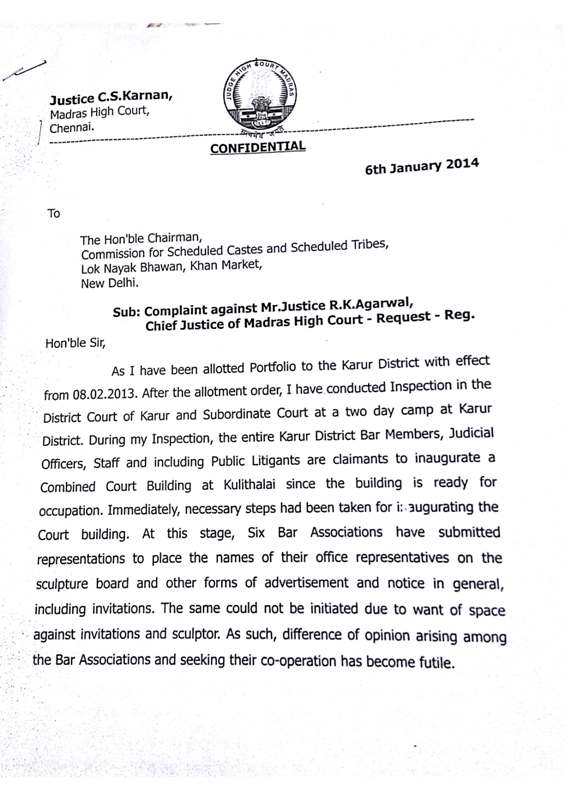 JUDGE HIGH COURT MADRAS
Justice C.S.Karnan,
Madras High Court,
Chennai.
CONFIDENTIAL
6th January 2014
To
The Hon'ble Chairman,
Commission for Scheduled Castes and Scheduled Tribes,
Lok Nayak Bhawan, Khan Market,
New Delhi.
Sub: Complaint against Mr.Justice R.K.Agarwal,
Chief Justice of Madras High Court - Request - Reg.
Hon'ble Sir,
As I have been allotted Portfolio to the Karur District with effect
from 08.02.2013. After the allotment order, I have conducted Inspection in the
District Court of Karur and Subordinate Court at a two day camp at Karur
District. During my Inspection, the entire Karur District Bar Members, Judicial
Officers, Staff and including Public Litigants are claimants to inaugurate a
Combined Court Building at Kulithalai since the building is ready for
occupation. Immediately, necessary steps had been taken for inaugurating the
Court building. At this stage, Six Bar Associations have submitted
representations to place the names of their office representatives on the
sculpture board and other forms of advertisement and notice in general,
including invitations. The same could not be initiated due to want of space
against invitations and sculptor. As such, difference of opinion arising among
the Bar Associations and seeking their co-operation has become futile.